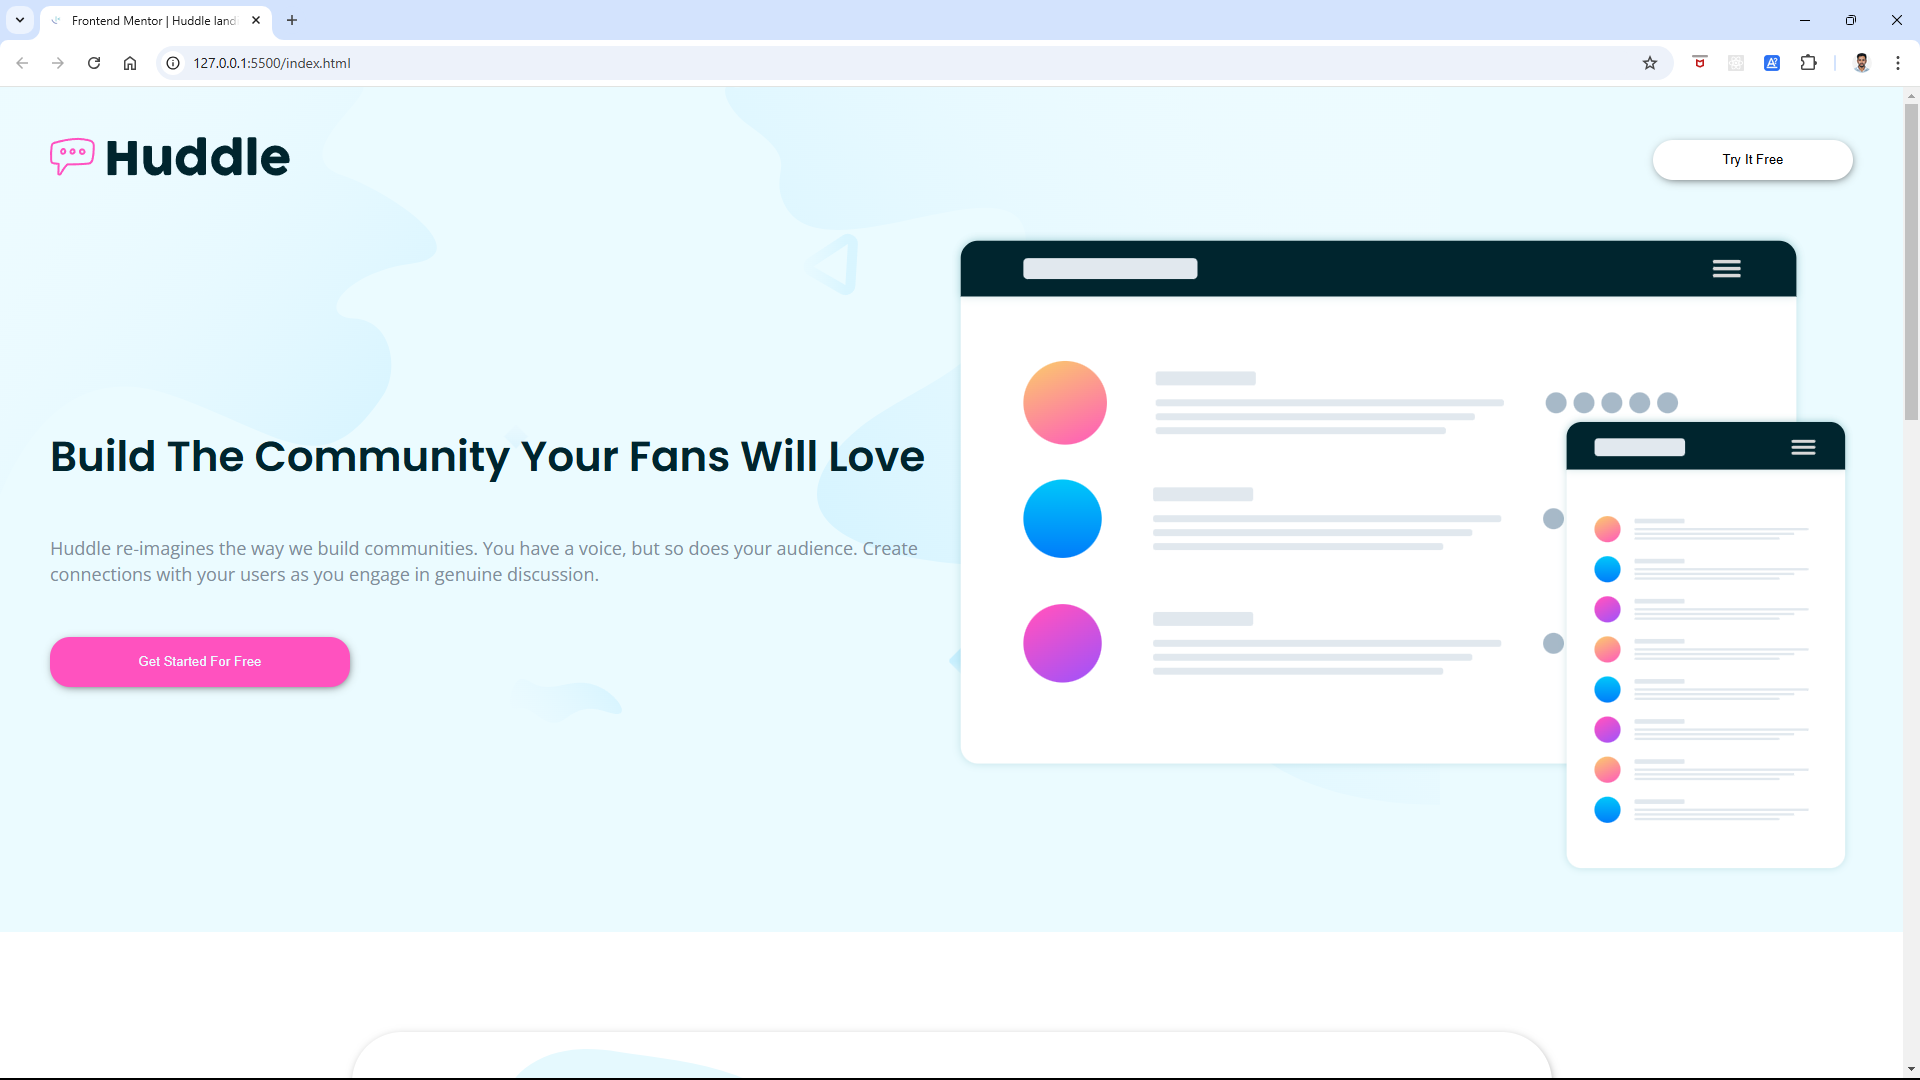 Frontend Mentor | Huddle land
127.0.0.1:5500/index.html
Huddle
Try It Free
Build The Community Your Fans Will Love
Huddle re-imagines the way we build communities. You have a voice, but so does your audience. Create
connections with your users as you engage in genuine discussion.
Get Started For Free